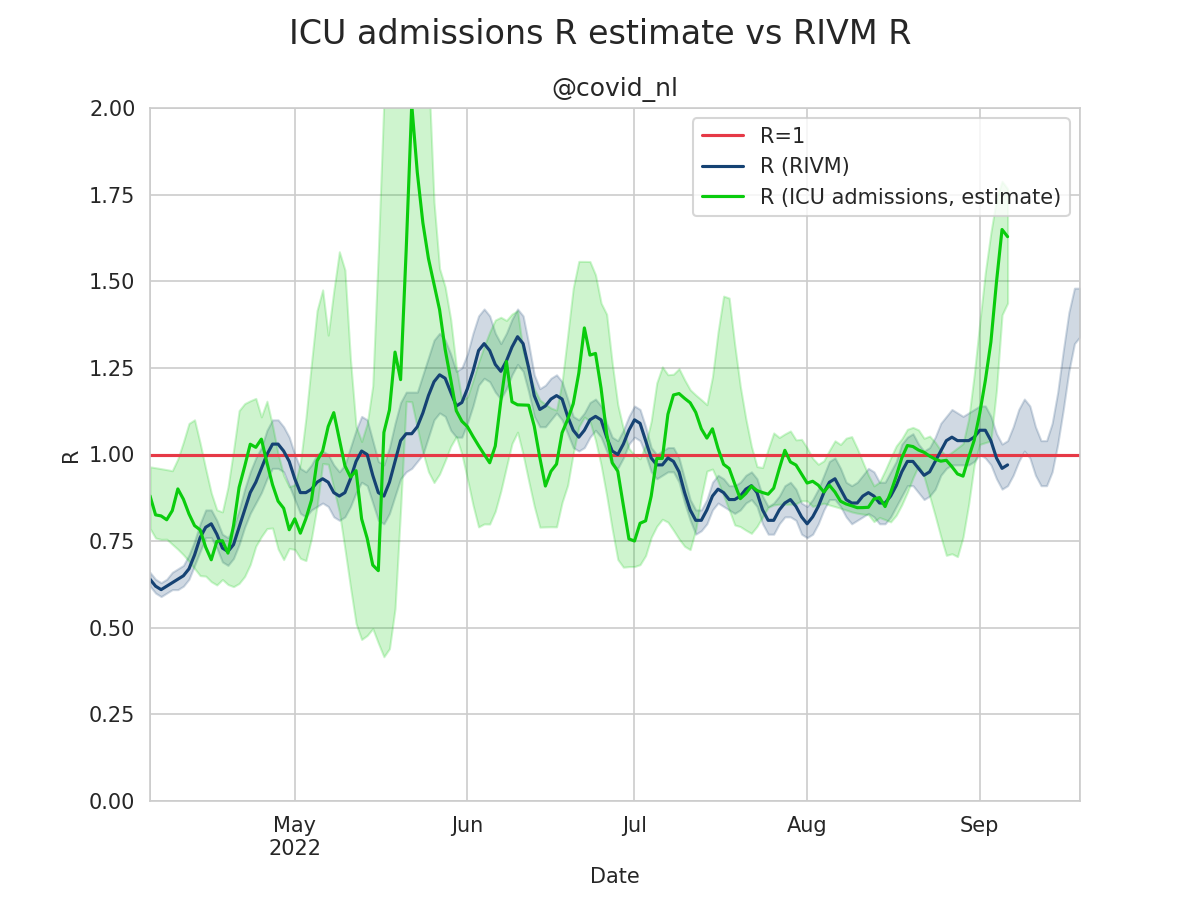 ICU admissions R estimate vs RIVM R
@covid_nl
R=1
R (RIVM)
R (ICU admissions, estimate)
2.00
1.75
1.50
1.25
1.00
0.75
0.50
0.25
0.00
R
May
2022
Jun
Jul
Aug
Sep
Date